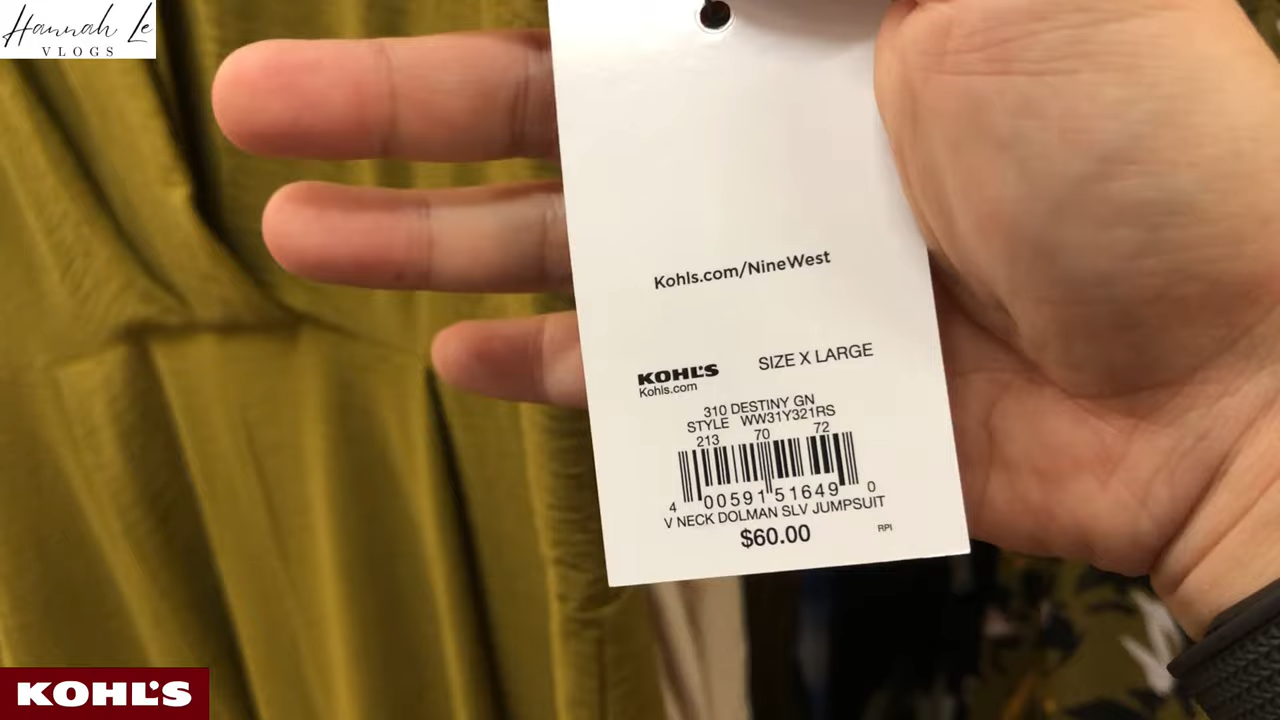 Hannah Le
VLOGS
Kohls.com/NineWest
KOHL'S
Kohls.com
SIZE X LARGE
310 DESTINY GN
STYLE WW31Y321RS
213 70 72
4 00591 51649 0
V NECK DOLMAN SLV JUMPSUIT
$60.00
RPI
KOHL'S